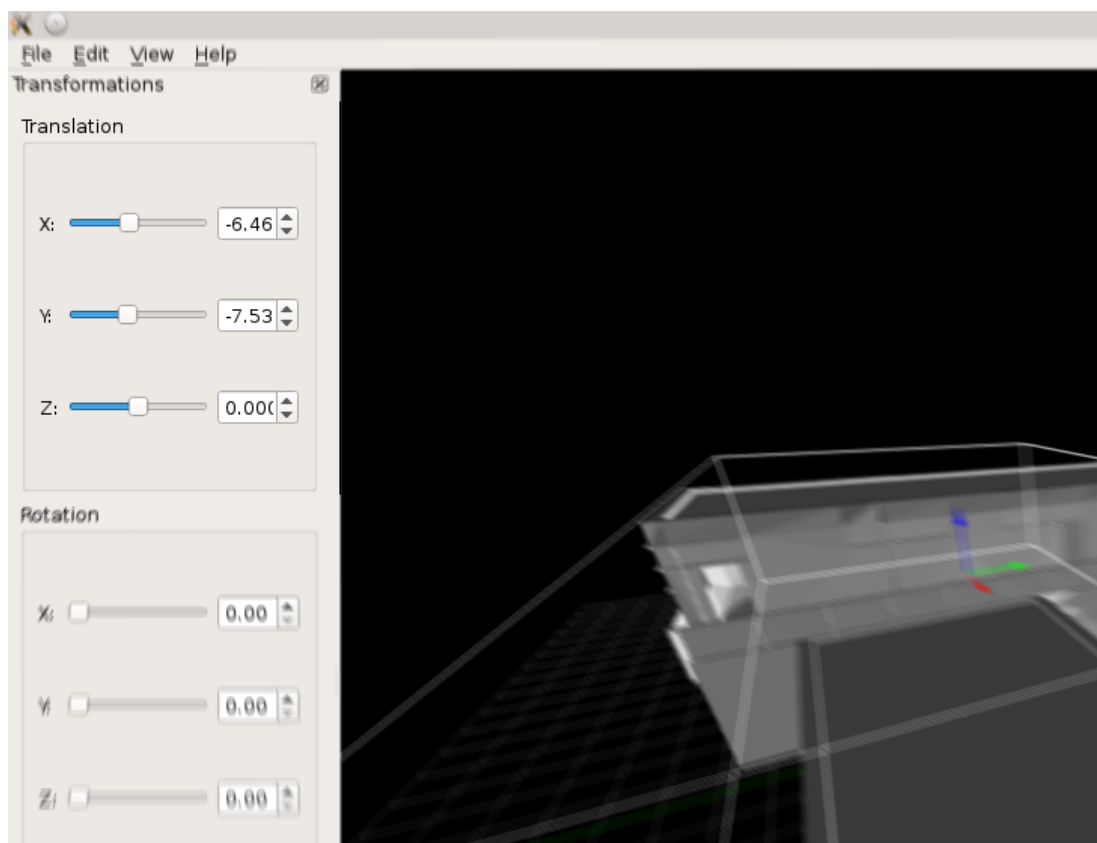 File Edit View Help
Transformations
Translation
X: -6.46
Y: -7.53
Z: 0.00(
Rotation
X: 0.00
Y: 0.00
Z: 0.00